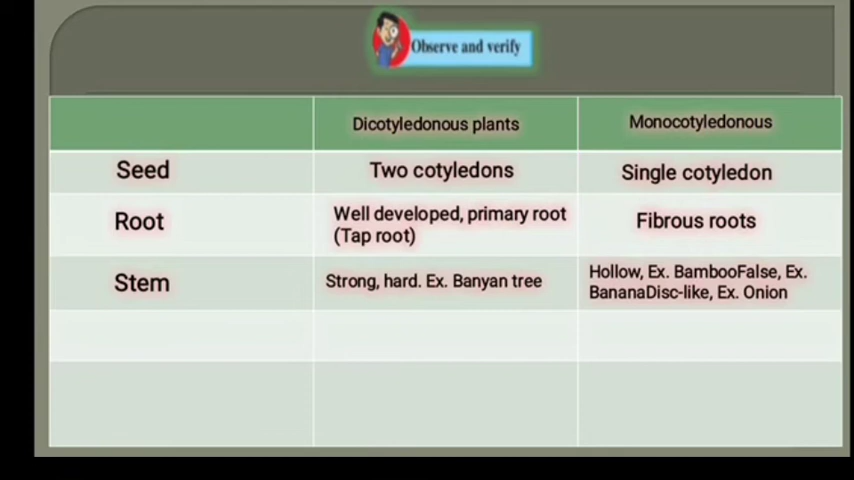 Observe and verify
Dicotyledonous plants
Monocotyledonous
Seed
Two cotyledons
Single cotyledon
Root
Well developed, primary root
(Tap root)
Fibrous roots
Stem
Strong, hard. Ex. Banyan tree
Hollow, Ex. BambooFalse, Ex.
BananaDisc-like, Ex. Onion